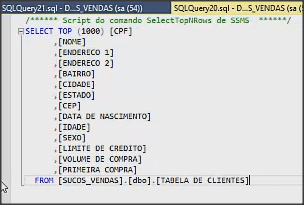 SQLQuery21.sql - D...S_VENDAS (sa (54))
SQLQuery20.sql - D...S_VENDAS (sa (5
/****** Script do comando SelectTopNRows de SSMS ******/
SELECT TOP (1000) [CPF]
,[NOME]
,[ENDERECO 1]
,[ENDERECO 2]
,[BAIRRO]
,[CIDADE]
,[ESTADO]
,[CEP]
,[DATA DE NASCIMENTO]
,[IDADE]
,[SEXO]
,[LIMITE DE CREDITO]
,[VOLUME DE COMPRA]
,[PRIMEIRA COMPRA]
FROM [SUCOS_VENDAS].[dbo].[TABELA DE CLIENTES]